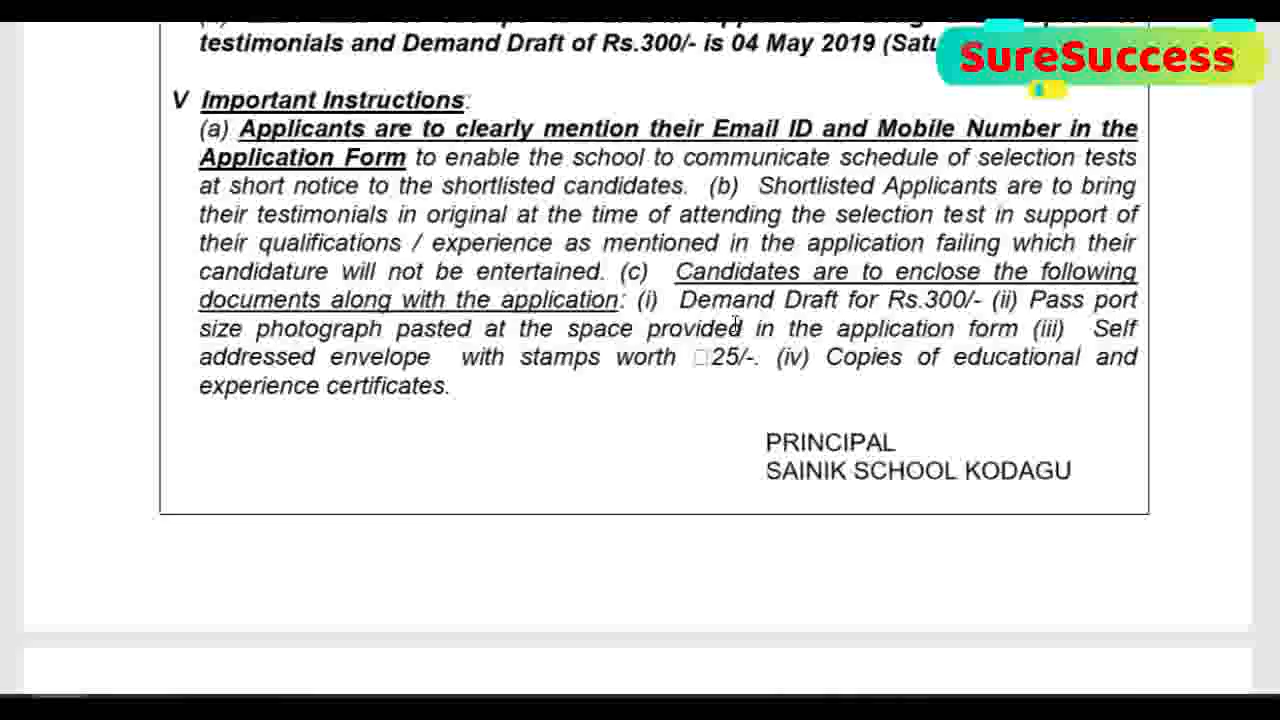 testimonials and Demand Draft of Rs.300/- is 04 May 2019
SureSuccess
V Important Instructions:
(a) Applicants are to clearly mention their Email ID and Mobile Number in the
Application Form to enable the school to communicate schedule of selection tests
at short notice to the shortlisted candidates. (b) Shortlisted Applicants are to bring
their testimonials in original at the time of attending the selection test in support of
their qualifications / experience as mentioned in the application failing which their
candidature will not be entertained. (c) Candidates are to enclose the following
documents along with the application: (i) Demand Draft for Rs.300/- (ii) Pass port
size photograph pasted at the space provided in the application form (iii) Self
addressed envelope with stamps worth □25/-. (iv) Copies of educational and
experience certificates.
PRINCIPAL
SAINIK SCHOOL KODAGU